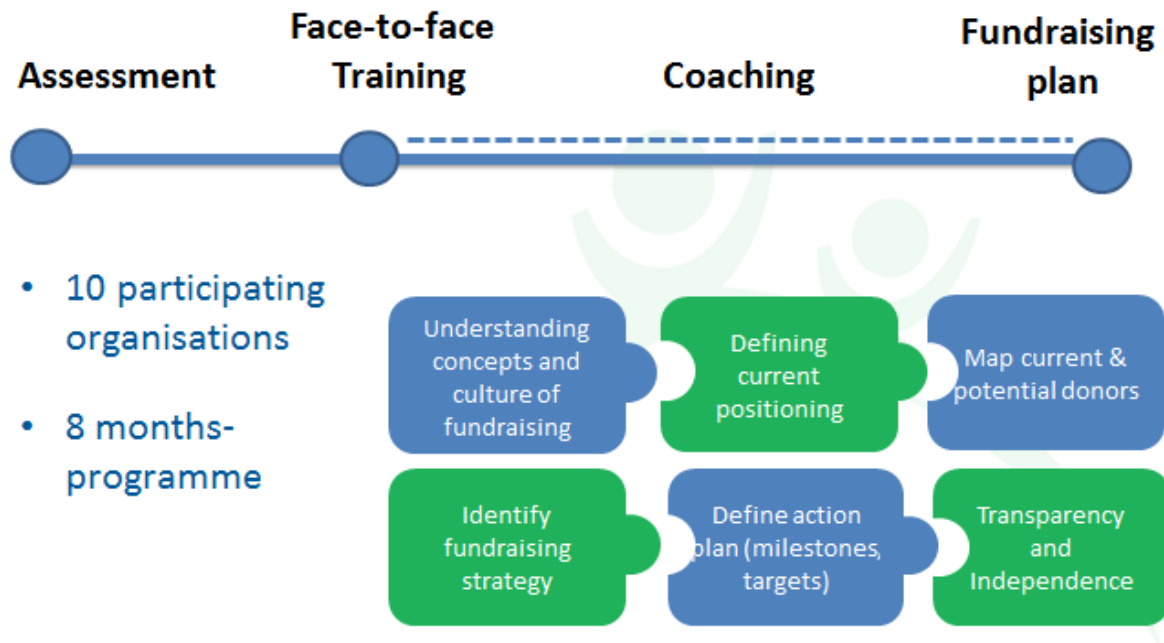 Assessment
Face-to-face
Training
Coaching
Fundraising
plan
• 10 participating
organisations
• 8 months-
programme
Understanding
concepts and
culture of
fundraising
Defining
current
positioning
Map current &
potential donors
Identify
fundraising
strategy
Define action
plan (milestones,
targets)
Transparency
and
Independence